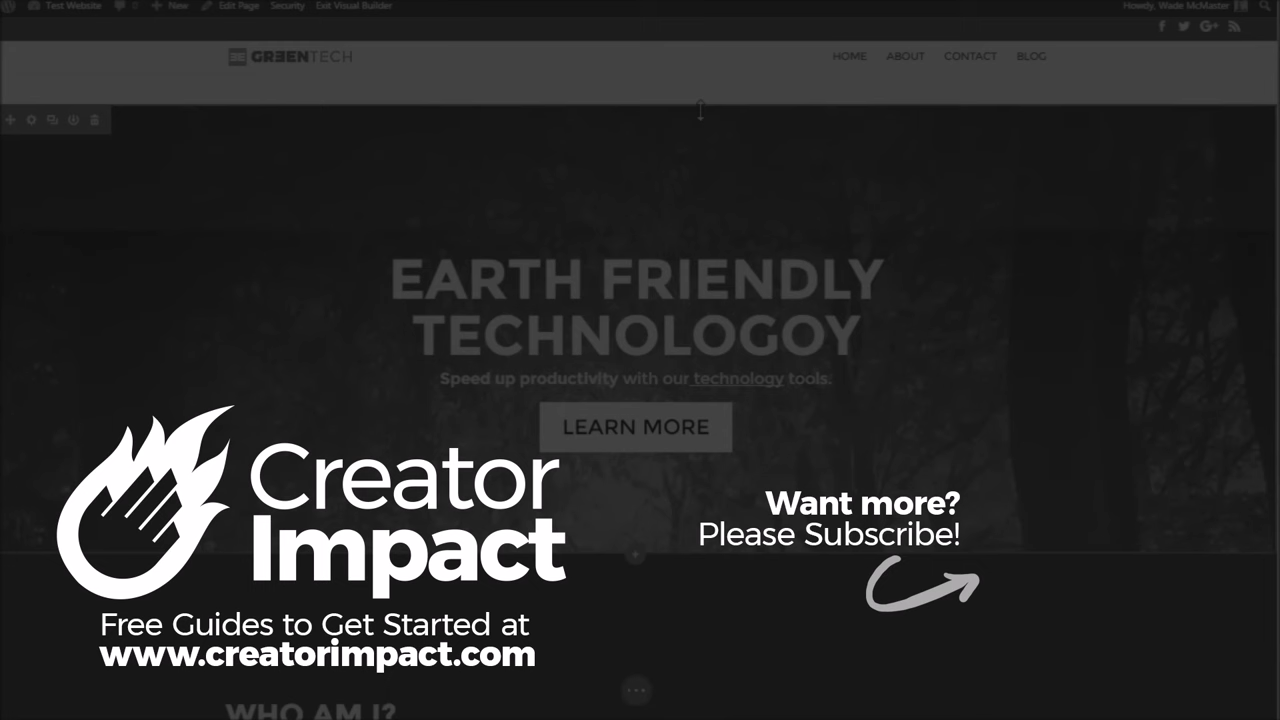 Test Website
0
New
Edit Page
Security
Exit Visual Builder
Howdy, Wade McMaster
GREENTECH
HOME
ABOUT
CONTACT
BLOG
EARTH FRIENDLY
TECHNOLOGOY
Speed up productivity with our technology tools.
LEARN MORE
Creator
Impact
Free Guides to Get Started at
www.creatorimpact.com
Want more?
Please Subscribe!
WHO AM I?